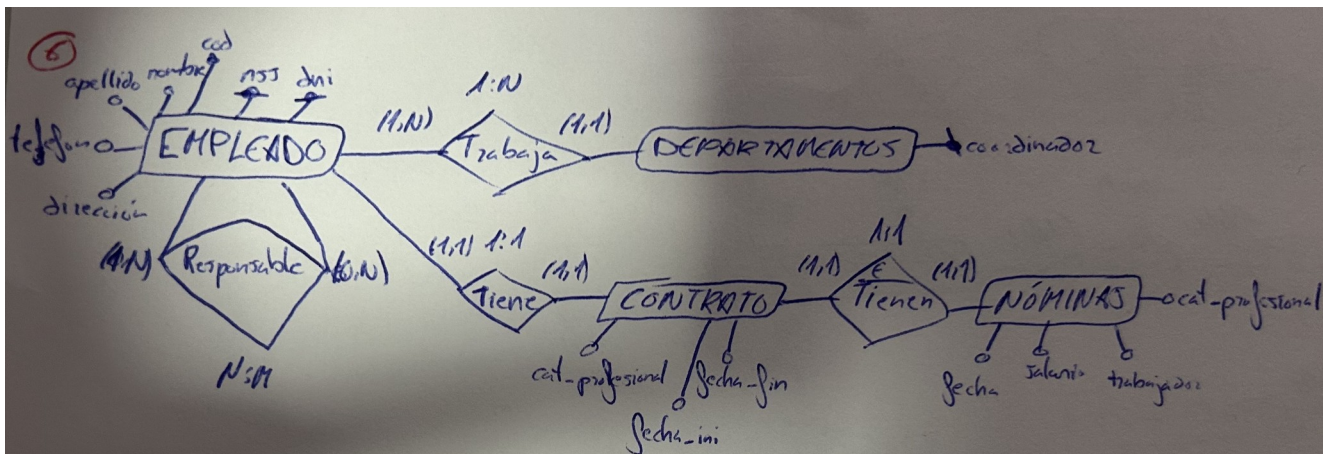 6
cod
apellido nombre nss dni
telefono EMPLEADO
dirección
1:N
(1,N) Trabaja (1,1)
DEPARTAMENTOS coordinador
(1,N) Responsable (0,N)
N:M
1:1
(1,1) Tiene (1,1)
CONTRATO
cat_profesional fecha_fin
fecha_ini
1:1
E
(1,1) Tienen (1,1)
NÓMINAS cat_profesional
fecha salario trabajador